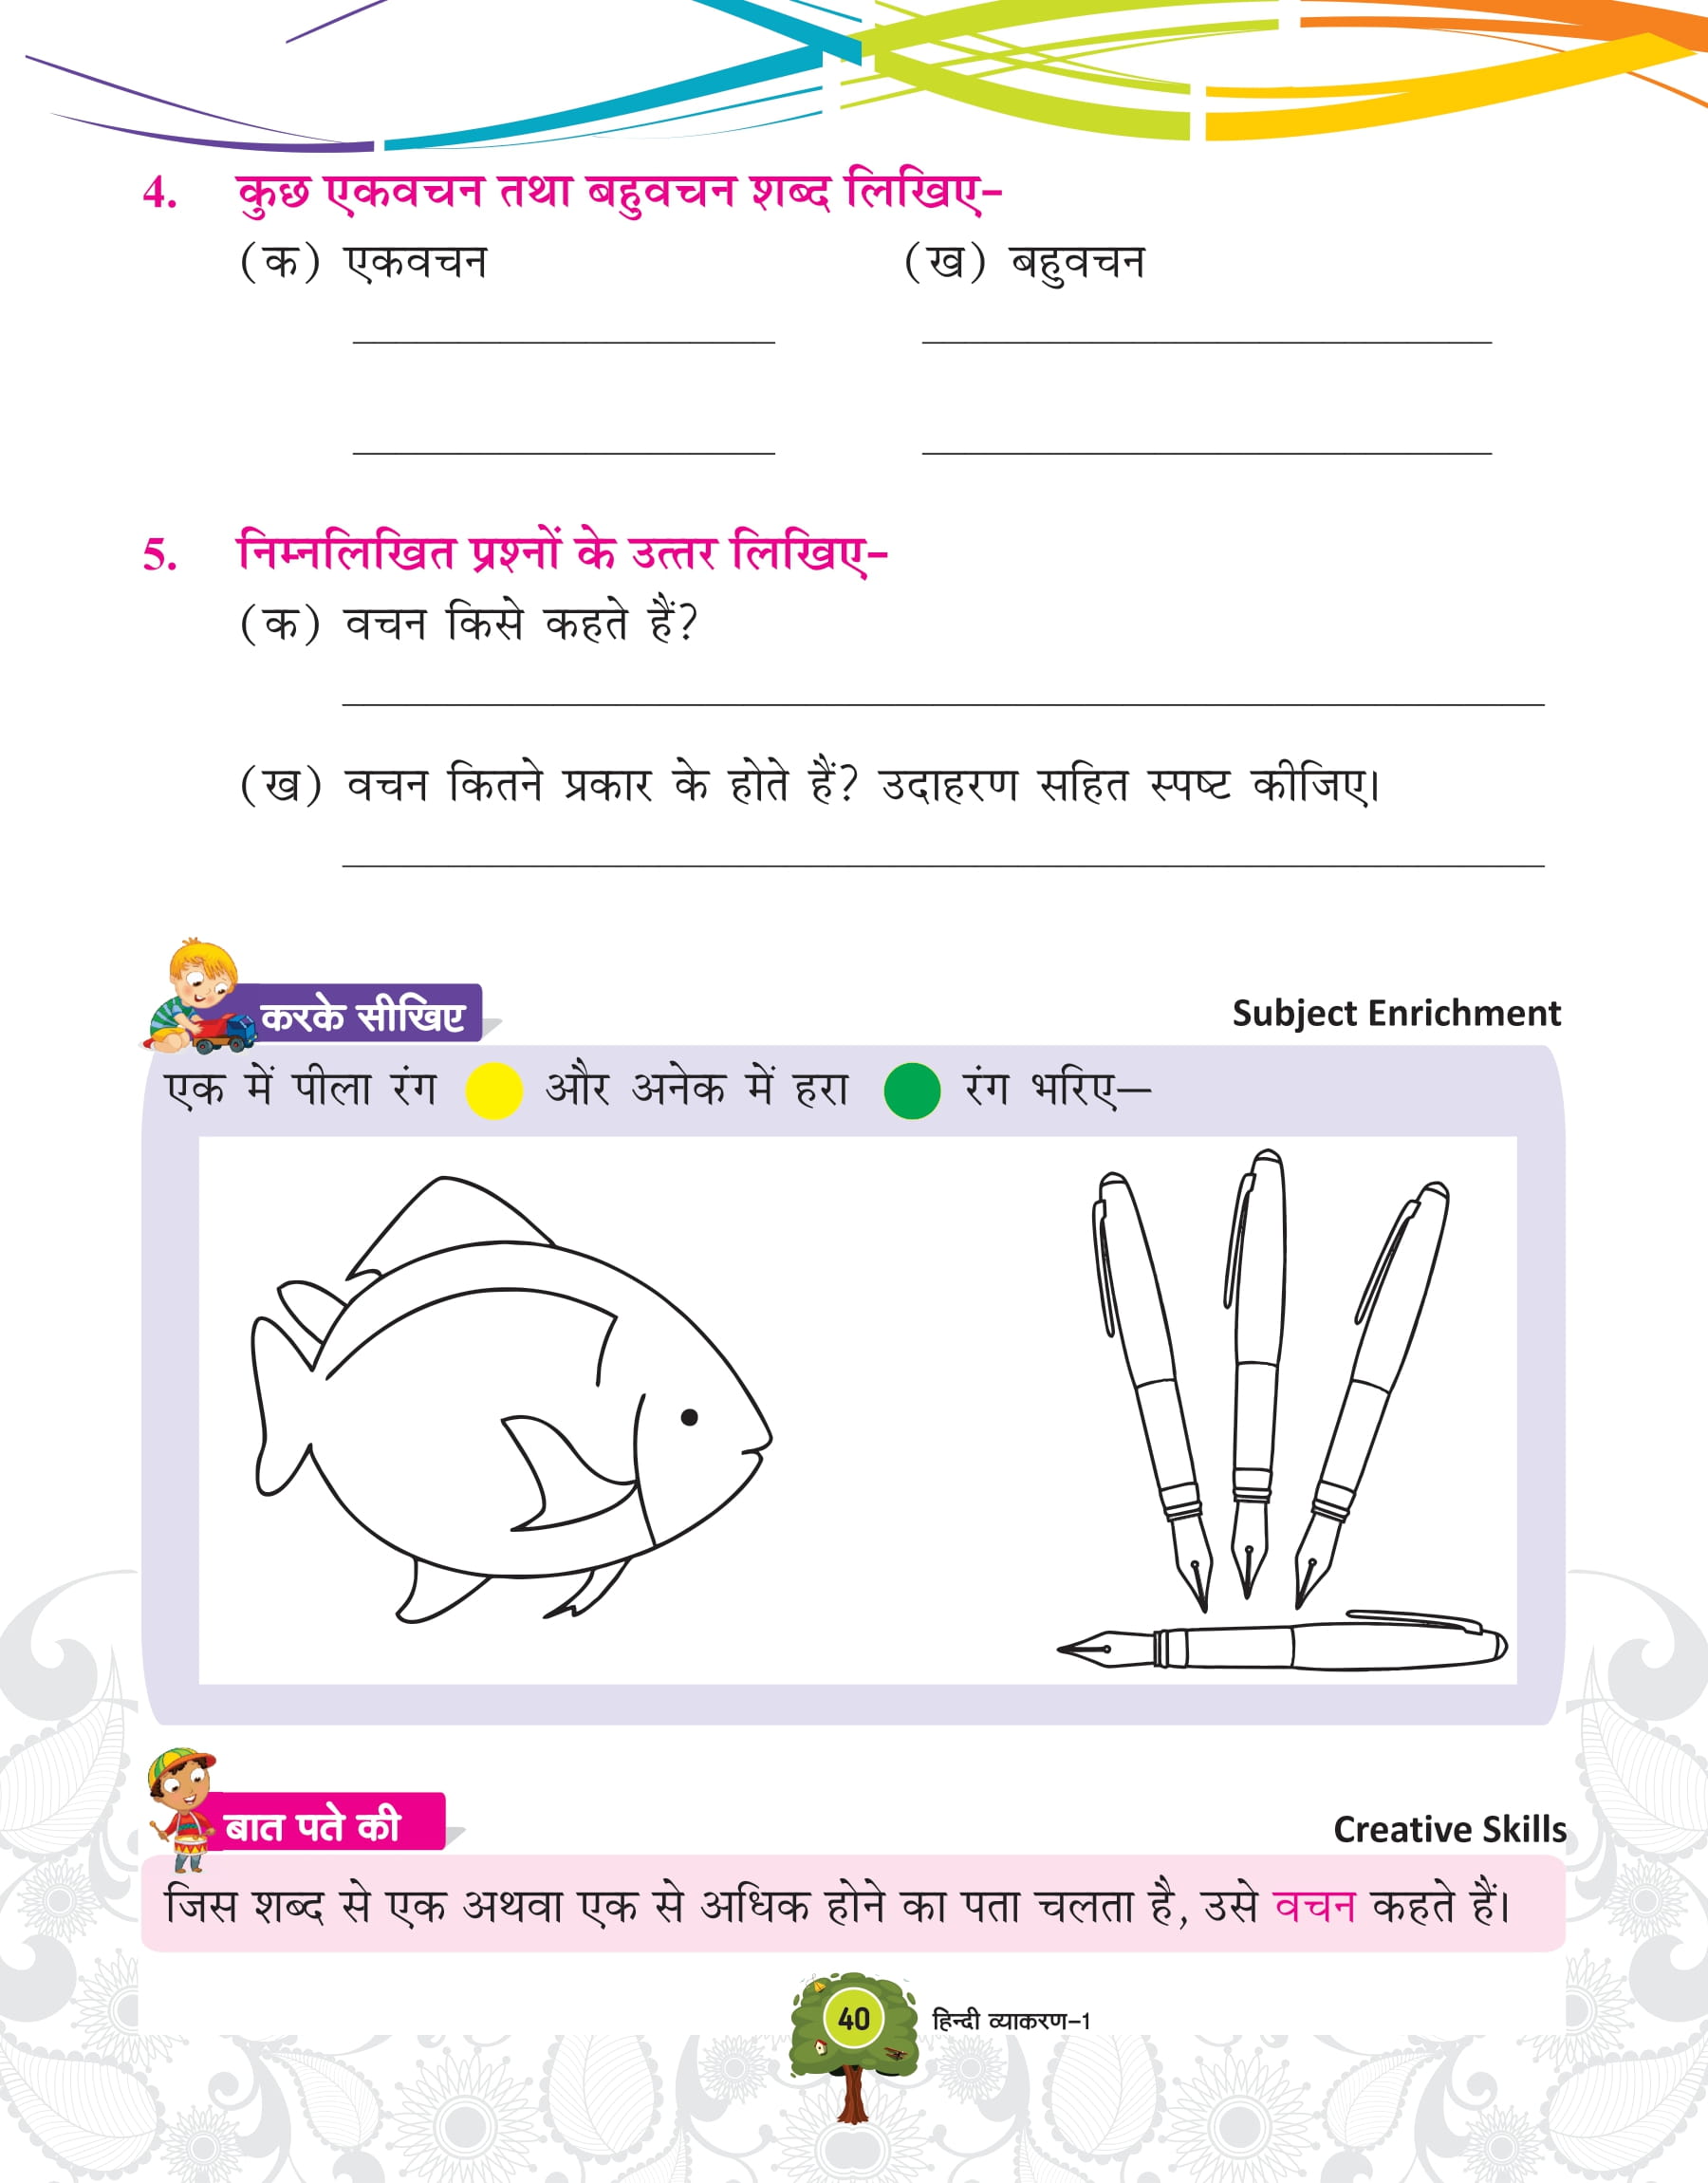 4. कुछ एकवचन तथा बहुवचन शब्द लिखिए-
(क) एकवचन (ख) बहुवचन
5. निम्नलिखित प्रश्नों के उत्तर लिखिए-
(क) वचन किसे कहते हैं?
(ख) वचन कितने प्रकार के होते हैं? उदाहरण सहित स्पष्ट कीजिए।
करके सीखिए Subject Enrichment
एक में पीला रंग और अनेक में हरा रंग भरिए—
बात पते की Creative Skills
जिस शब्द से एक अथवा एक से अधिक होने का पता चलता है, उसे वचन कहते हैं।
40 हिन्दी व्याकरण-1